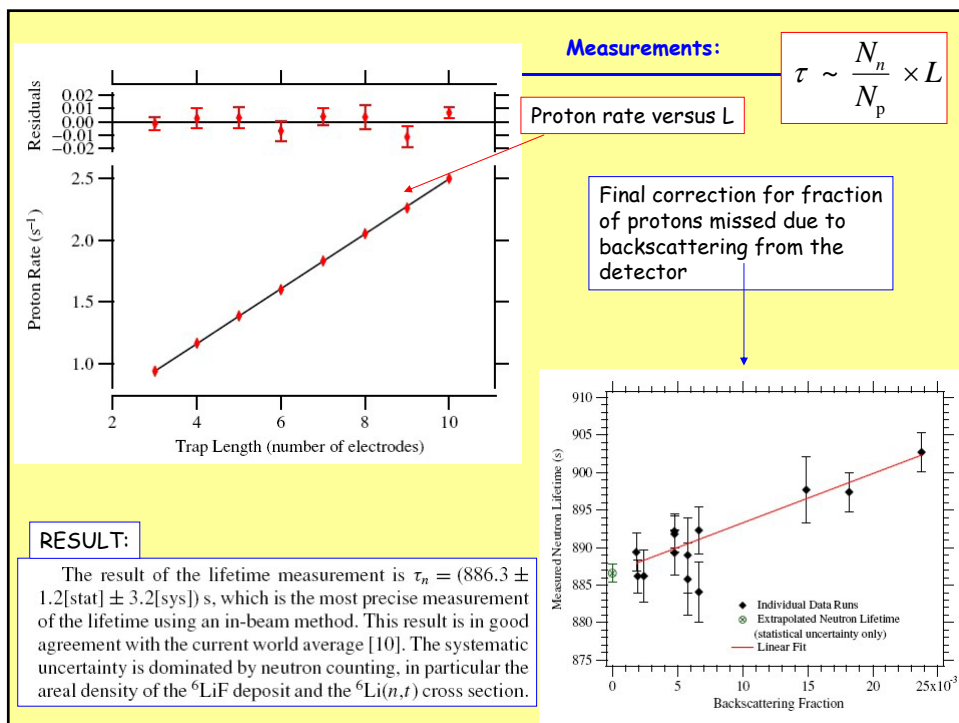 Measurements:
τ ~ N_n / N_p × L
Residuals
0.02
0.01
0.00
−0.01
−0.02
Proton rate versus L
Proton Rate (s⁻¹)
2.5
2.0
1.5
1.0
2 4 6 8 10
Trap Length (number of electrodes)
Final correction for fraction
of protons missed due to
backscattering from the
detector
Measured Neutron Lifetime (s)
910
905
900
895
890
885
880
875
Individual Data Runs
Extrapolated Neutron Lifetime
(statistical uncertainty only)
Linear Fit
0 5 10 15 20 25x10⁻³
Backscattering Fraction
RESULT:
The result of the lifetime measurement is τₙ = (886.3 ±
1.2[stat] ± 3.2[sys]) s, which is the most precise measurement
of the lifetime using an in-beam method. This result is in good
agreement with the current world average [10]. The systematic
uncertainty is dominated by neutron counting, in particular the
areal density of the ⁶LiF deposit and the ⁶Li(n,t) cross section.